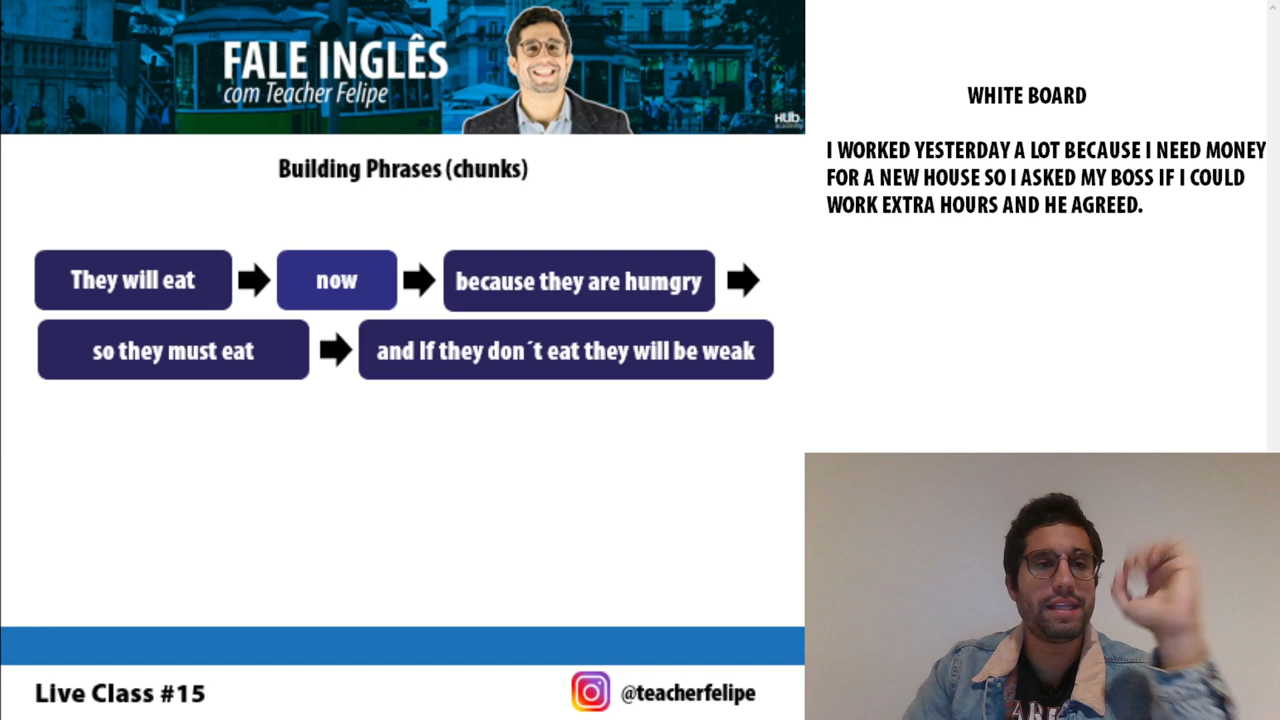 FALE INGLÊS
com Teacher Felipe
HUb
academy
Building Phrases (chunks)
They will eat
now
because they are humgry
so they must eat
and If they don´t eat they will be weak
Live Class #15
@teacherfelipe
WHITE BOARD
I WORKED YESTERDAY A LOT BECAUSE I NEED MONEY
FOR A NEW HOUSE SO I ASKED MY BOSS IF I COULD
WORK EXTRA HOURS AND HE AGREED.